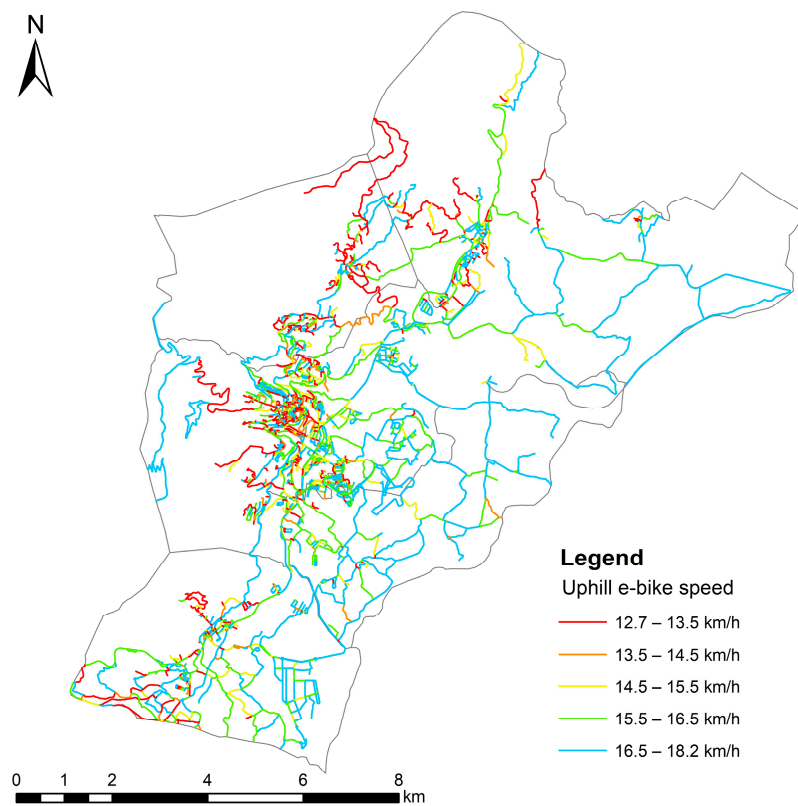 N
Legend
Uphill e-bike speed
12.7 – 13.5 km/h
13.5 – 14.5 km/h
14.5 – 15.5 km/h
15.5 – 16.5 km/h
16.5 – 18.2 km/h
0 1 2 4 6 8
km